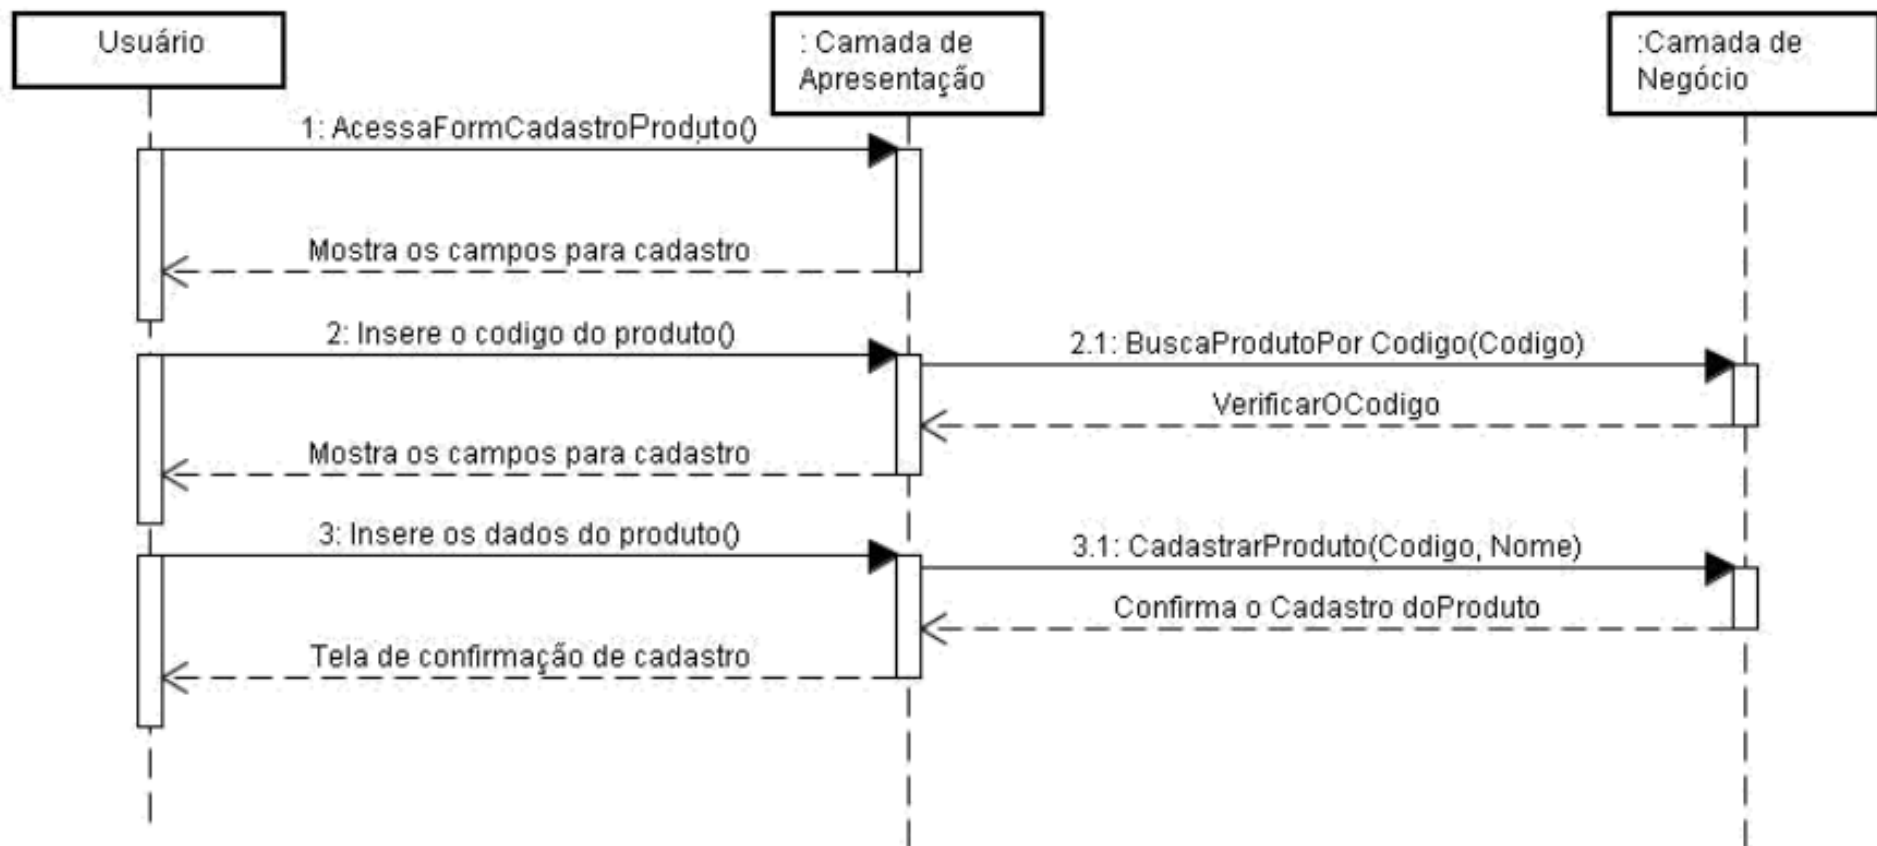 Usuário
: Camada de
Apresentação
:Camada de
Negócio
1: AcessaFormCadastroProduto()
Mostra os campos para cadastro
2: Insere o codigo do produto()
2.1: BuscaProdutoPor Codigo(Codigo)
VerificarOCodigo
Mostra os campos para cadastro
3: Insere os dados do produto()
3.1: CadastrarProduto(Codigo, Nome)
Confirma o Cadastro doProduto
Tela de confirmação de cadastro